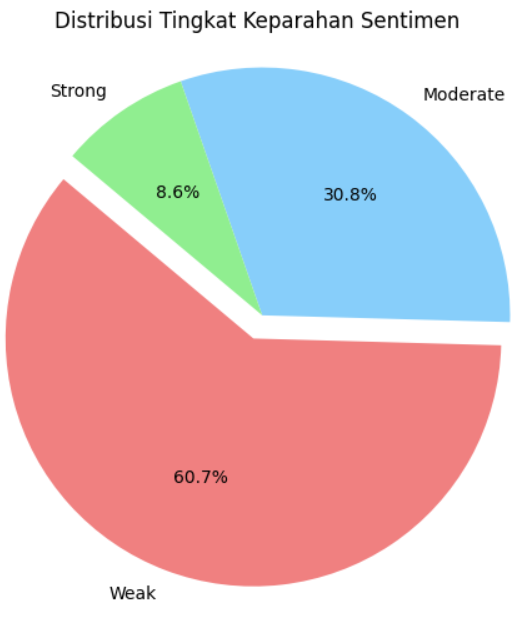 Distribusi Tingkat Keparahan Sentimen
Strong
Moderate
8.6%
30.8%
60.7%
Weak